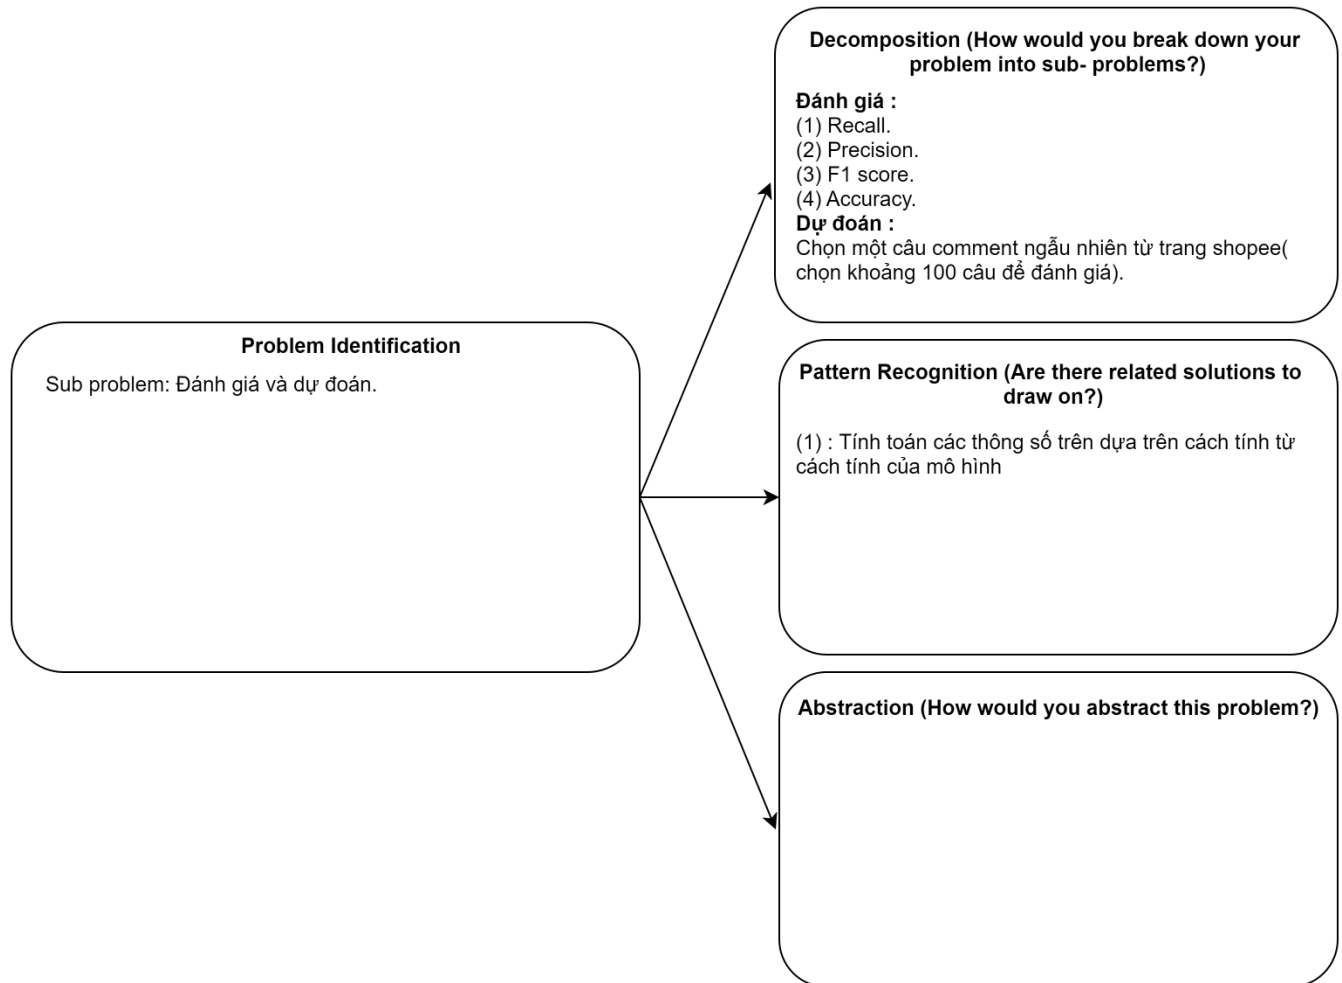 Decomposition (How would you break down your
problem into sub- problems?)
Đánh giá :
(1) Recall.
(2) Precision.
(3) F1 score.
(4) Accuracy.
Dự đoán :
Chọn một câu comment ngẫu nhiên từ trang shopee(
chọn khoảng 100 câu để đánh giá).
Problem Identification
Sub problem: Đánh giá và dự đoán.
Pattern Recognition (Are there related solutions to
draw on?)
(1) : Tính toán các thông số trên dựa trên cách tính từ
cách tính của mô hình
Abstraction (How would you abstract this problem?)